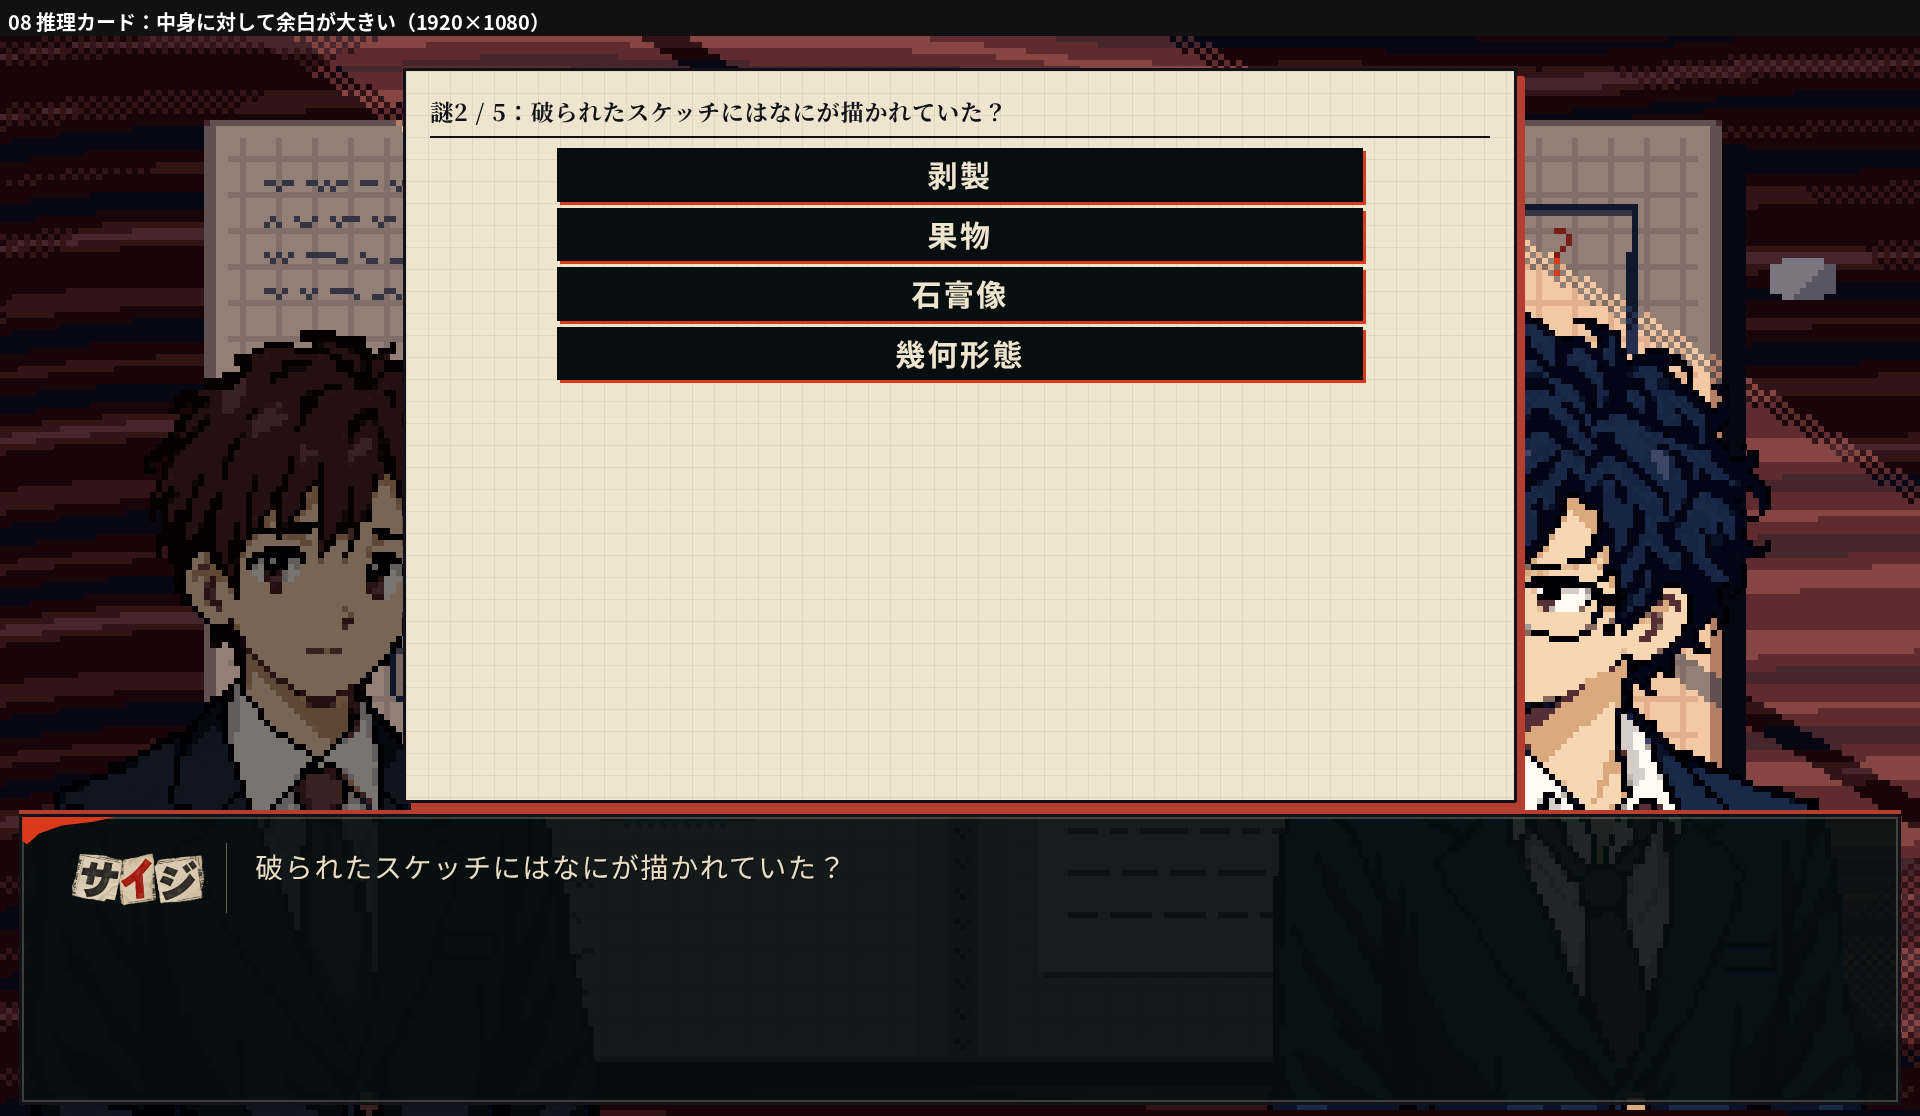 08 推理カード：中身に対して余白が大きい（1920×1080）
謎2 / 5：破られたスケッチにはなにが描かれていた？
剥製
果物
石膏像
幾何形態
?
サイジ
破られたスケッチにはなにが描かれていた？